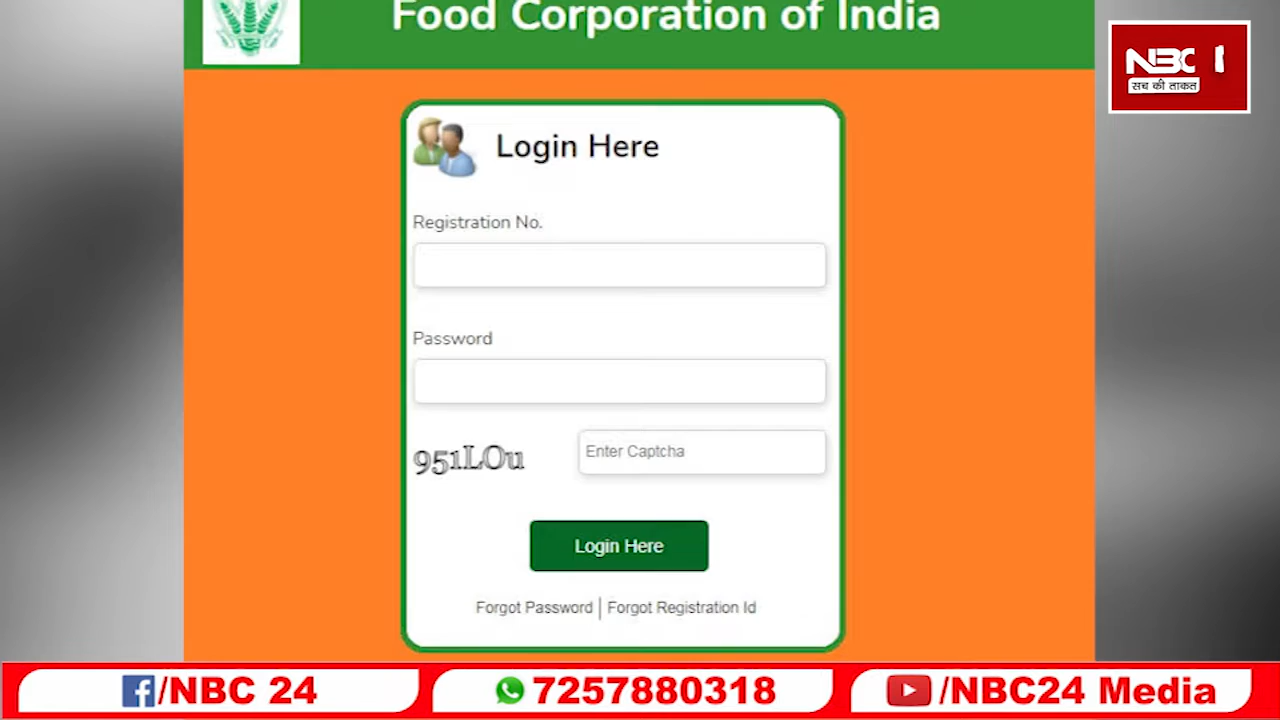 Food Corporation of India
NBC
सच की ताकत
Login Here
Registration No.
Password
951LOu
Enter Captcha
Login Here
Forgot Password | Forgot Registration Id
/NBC 24
7257880318
/NBC24 Media